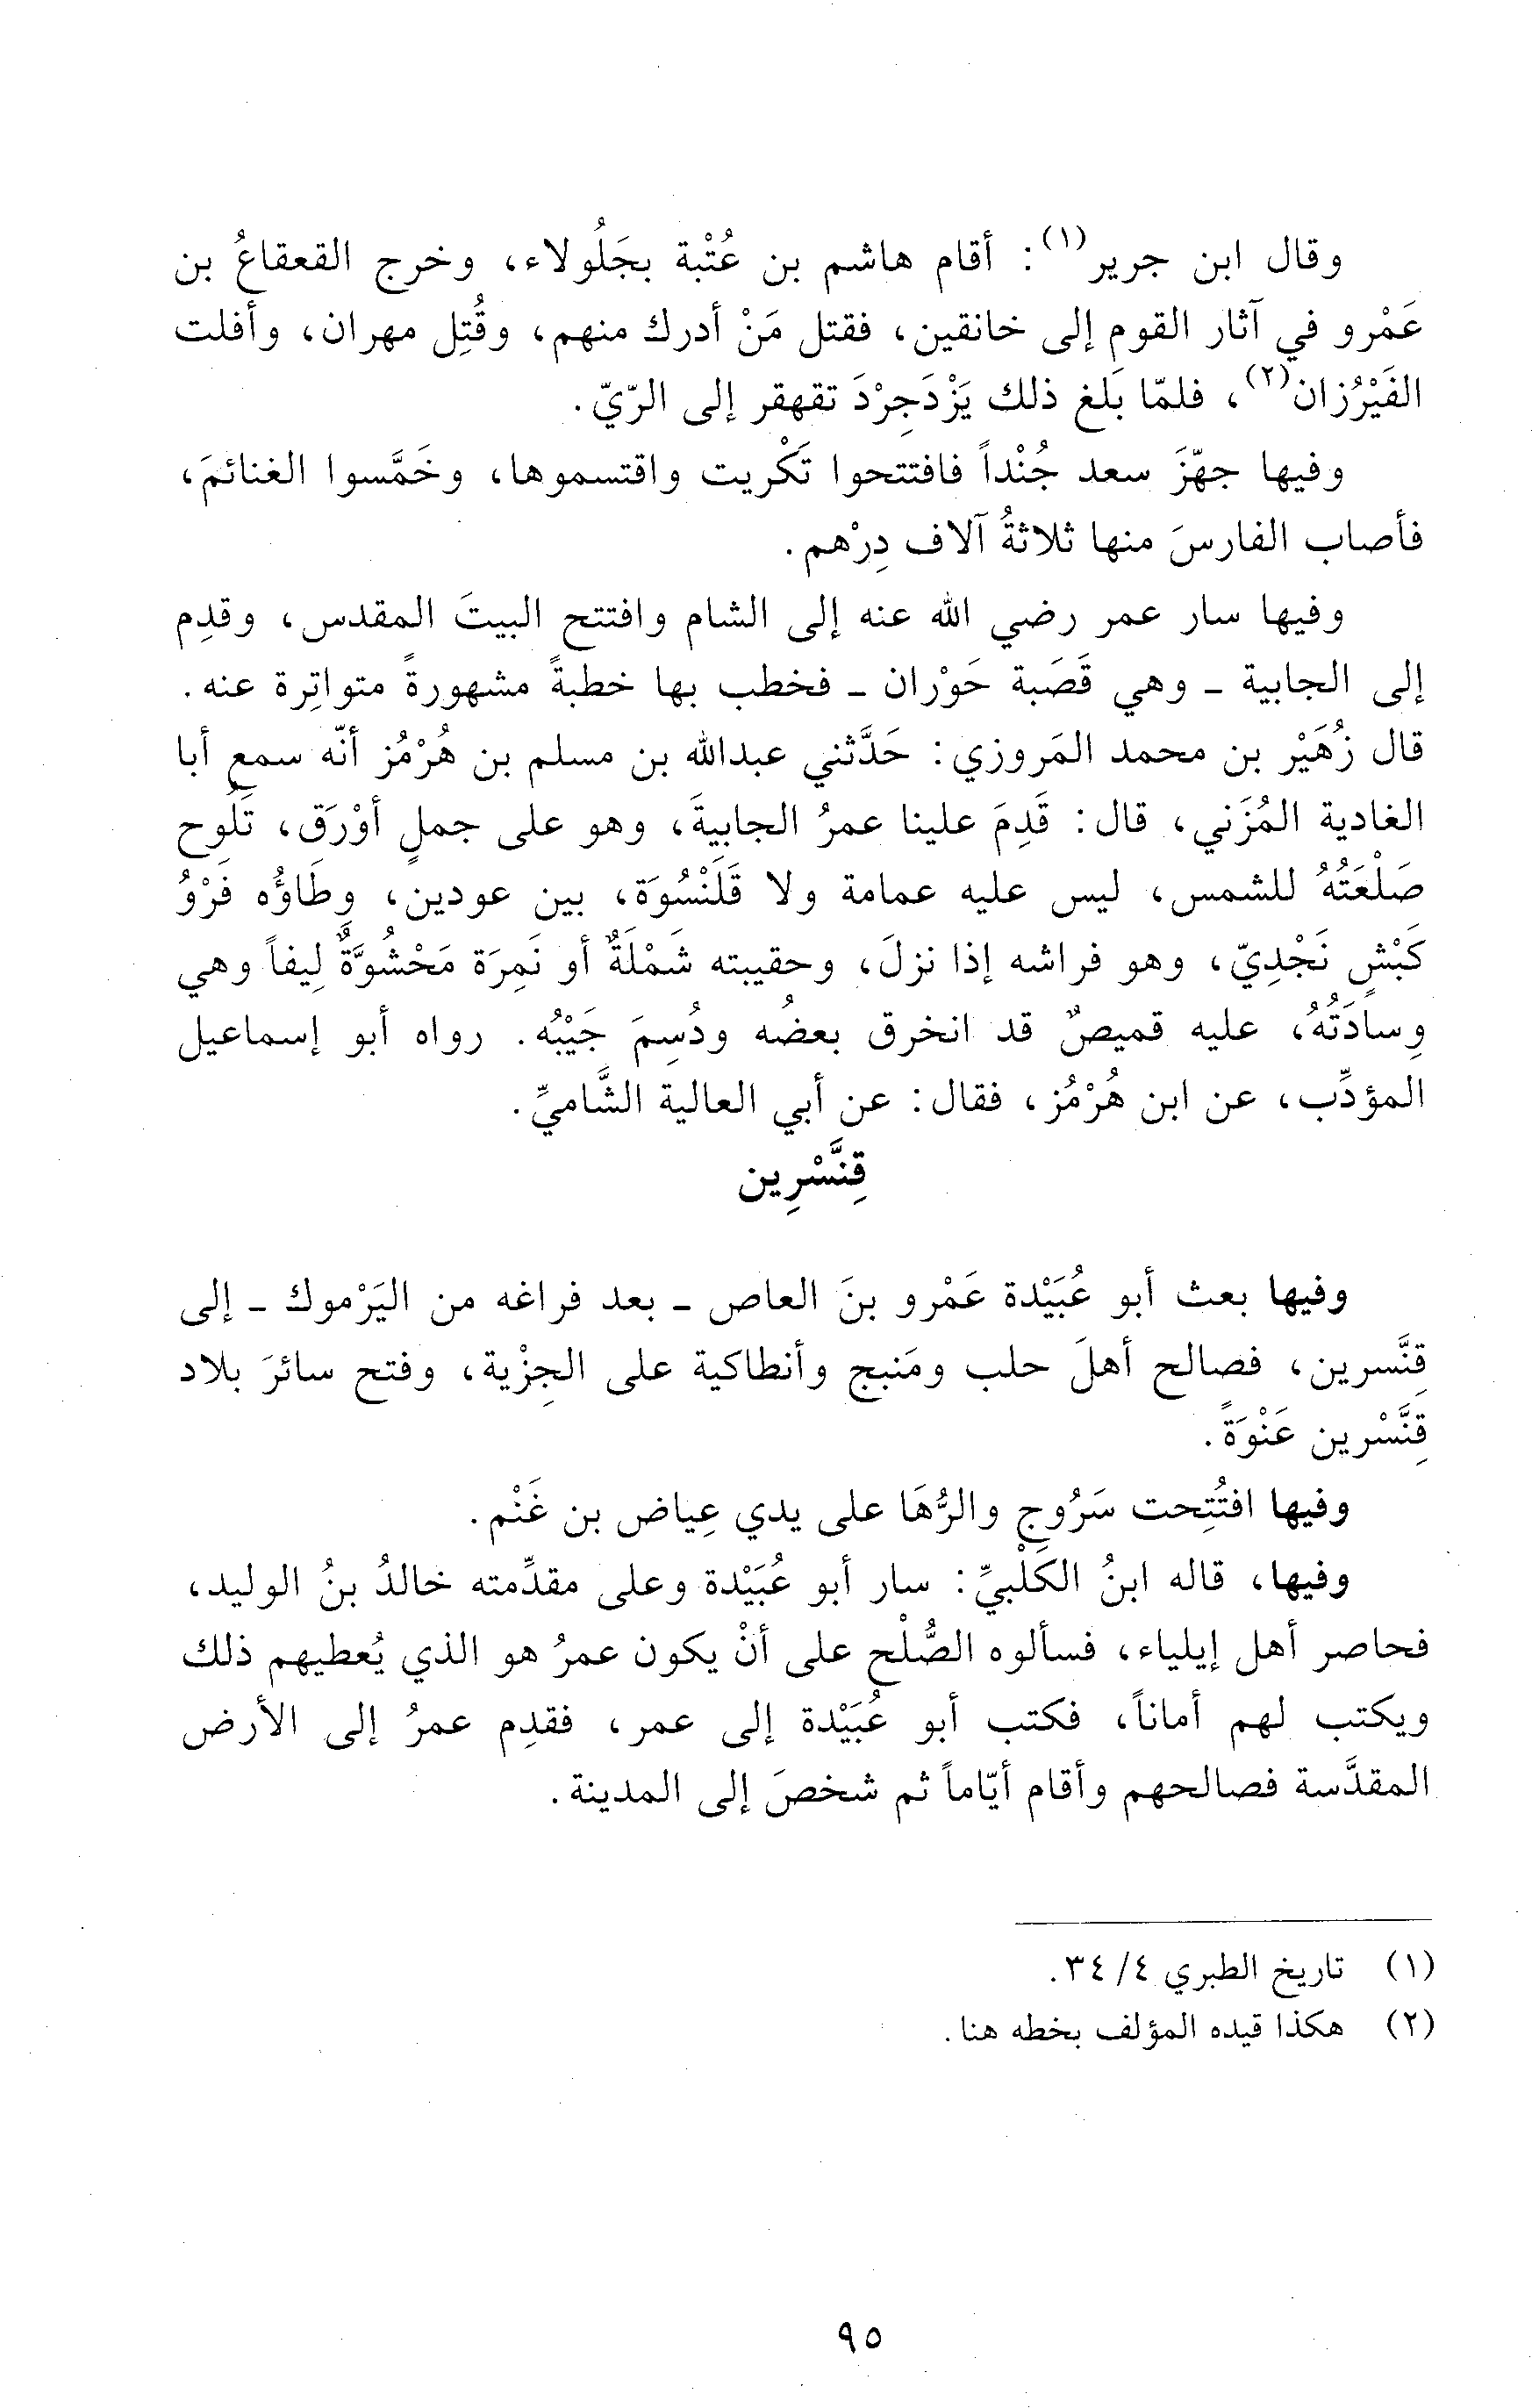 وقال ابن جرير(١): أقام هاشم بن عُتْبة بجَلُولاء، وخرج القعقاعُ بن
عَمْرو في آثار القوم إلى خانقين، فقتل مَنْ أدرك منهم، وقُتِل مهران، وأفلت
الفَيْرُزان(٢)، فلمّا بَلغ ذلك يَزْدَجِرْدَ تقهقر إلى الرّيّ.
وفيها جهّزَ سعد جُنْداً فافتتحوا تَكْريت واقتسموها، وخَمَّسوا الغنائمَ،
فأصاب الفارسَ منها ثلاثةُ آلاف دِرْهم.
وفيها سار عمر رضي الله عنه إلى الشام وافتتح البيتَ المقدس، وقدِم
إلى الجابية - وهي قَصَبة حَوْران - فخطب بها خطبةً مشهورةً متواتِرة عنه.
قال زُهَيْر بن محمد المَروزي: حَدَّثني عبدالله بن مسلم بن هُرْمُز أنّه سمع أبا
الغادية المُزَني، قال: قَدِمَ علينا عمرُ الجابيةَ، وهو على جملٍ أوْرَق، تَلُوح
صَلْعَتُهُ للشمس، ليس عليه عمامة ولا قَلَنْسُوَة، بين عودين، وِطَاؤُه فَرْوُ
كَبْشٍ نَجْدِيّ، وهو فراشه إذا نزلَ، وحقيبته شَمْلَةٌ أو نَمِرَة مَحْشُوَّةٌ لِيفاً وهي
وِسادَتُهُ، عليه قميصٌ قد انخرق بعضُه ودُسِمَ جَيْبُه. رواه أبو إسماعيل
المؤدِّب، عن ابن هُرْمُز، فقال: عن أبي العالية الشَّاميِّ.
قِنَّسْرِين
وفيها بعث أبو عُبَيْدة عَمْرو بنَ العاص - بعد فراغه من اليَرْموك - إلى
قِنَّسرين، فصالح أهلَ حلب ومَنبج وأنطاكية على الجِزْية، وفتح سائرَ بلاد
قِنَّسْرين عَنْوَةً.
وفيها افتُتِحت سَرُوج والرُّهَا على يدي عِياض بن غَنْم.
وفيها، قاله ابنُ الكَلْبيِّ: سار أبو عُبَيْدة وعلى مقدِّمته خالدُ بنُ الوليد،
فحاصر أهل إيلياء، فسألوه الصُّلْح على أنْ يكون عمرُ هو الذي يُعطيهم ذلك
ويكتب لهم أماناً، فكتب أبو عُبَيْدة إلى عمر، فقدِم عمرُ إلى الأرض
المقدَّسة فصالحهم وأقام أيّاماً ثم شخصَ إلى المدينة.
(١) تاريخ الطبري ٤/ ٣٤.
(٢) هكذا قيده المؤلف بخطه هنا.
٩٥